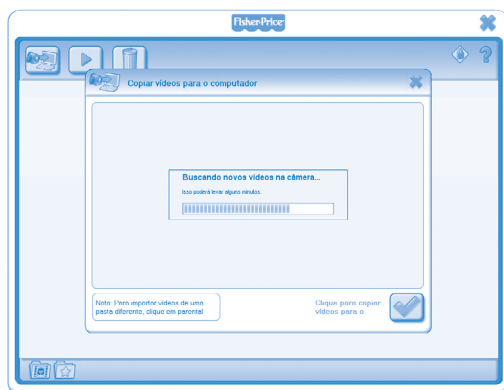 Fisher-Price
Copiar vídeos para o computador
Buscando novos vídeos na câmera...
Isso poderá levar alguns minutos.
Nota: Para importar vídeos de uma
pasta diferente, clique em parental
Clique para copiar
vídeos para o